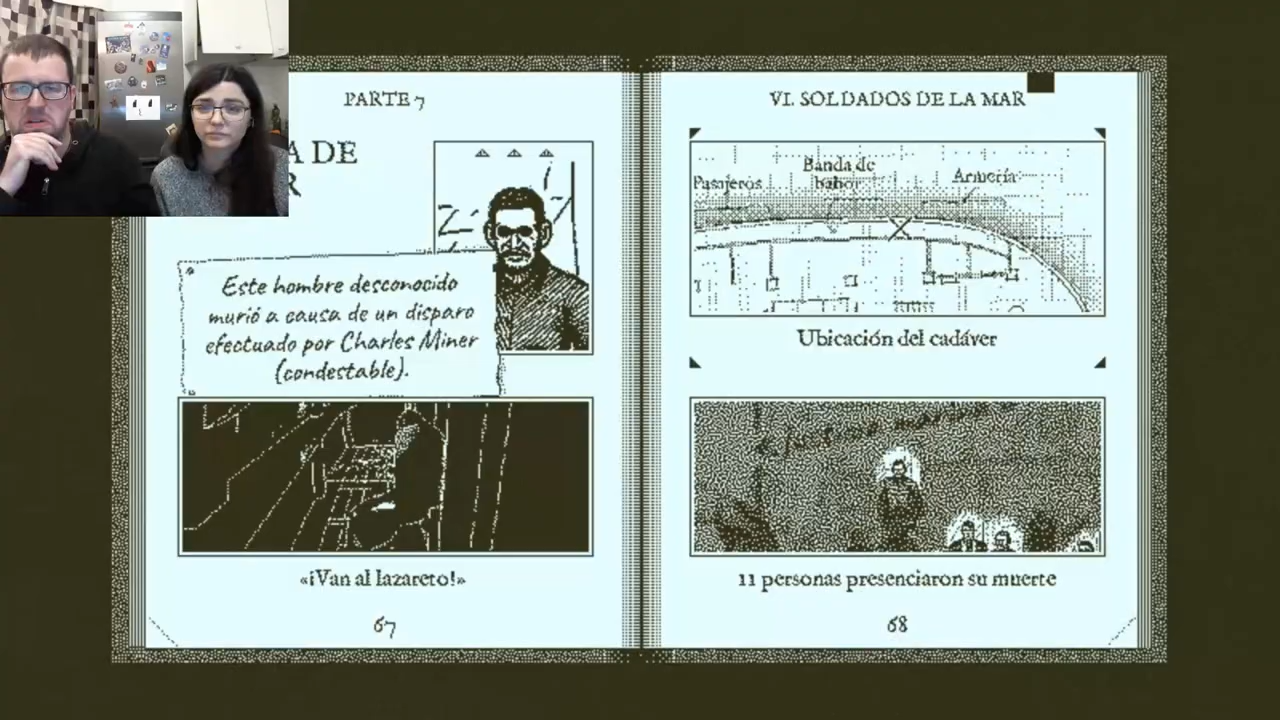 PARTE 7
A DE
R
Este hombre desconocido
murió a causa de un disparo
efectuado por Charles Miner
(condestable).
«¡Van al lazareto!»
67
VI. SOLDADOS DE LA MAR
Banda de
babor
Pasajeros
Armería
Ubicación del cadáver
11 personas presenciaron su muerte
68